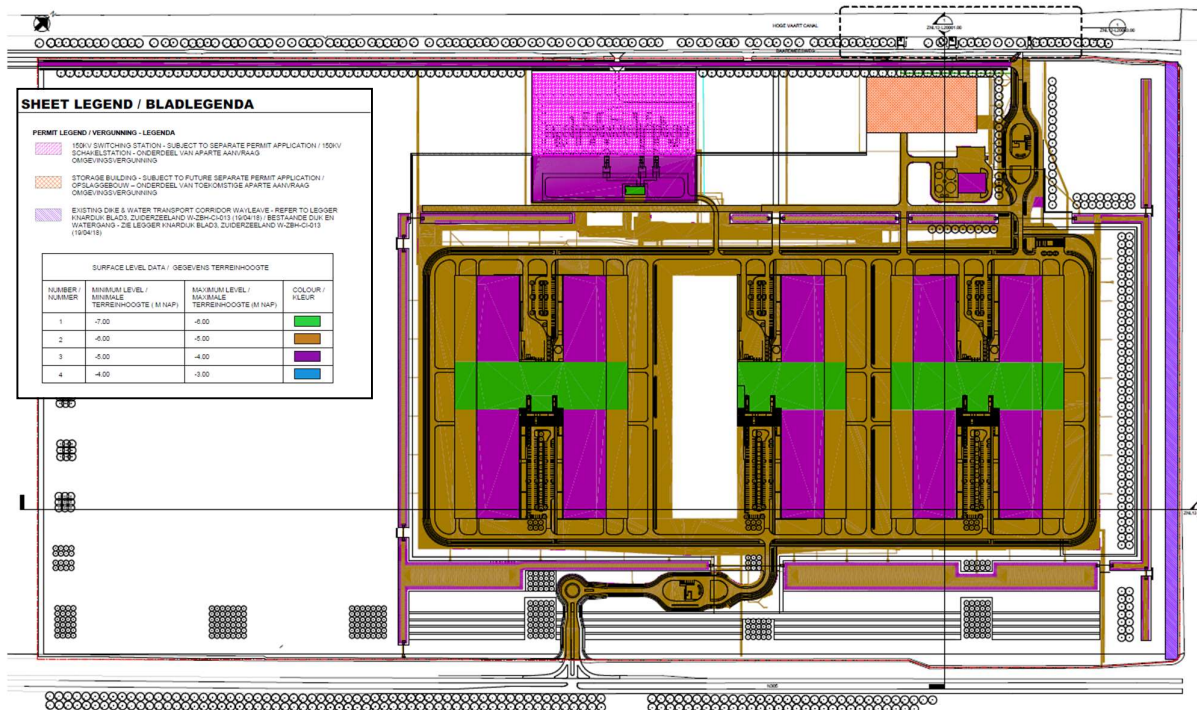 HOGE VAART CANAL
ZNL13-L20001-00
SHEET LEGEND / BLADLEGENDA
PERMIT LEGEND / VERGUNNING - LEGENDA
150KV SWITCHING STATION - SUBJECT TO SEPARATE PERMIT APPLICATION / 150KV
SCHAKELSTATION - ONDERDEEL VAN APARTE AANVRAAG
OMGEVINGSVERGUNNING
STORAGE BUILDING - SUBJECT TO FUTURE SEPARATE PERMIT APPLICATION /
OPSLAGGEBOUW – ONDERDEEL VAN TOEKOMSTIGE APARTE AANVRAAG
OMGEVINGSVERGUNNING
EXISTING DIKE & WATER TRANSPORT CORRIDOR WAYLEAVE - REFER TO LEGGER
KNARDIJK BLAD3, ZUIDERZEELAND W-ZBH-CI-013 (19/04/18) / BESTAANDE DIJK EN
WATERGANG - ZIE LEGGER KNARDIJK BLAD3, ZUIDERZEELAND W-ZBH-CI-013
(19/04/18)
SURFACE LEVEL DATA / GEGEVENS TERREINHOOGTE
NUMBER / NUMMER
MINIMUM LEVEL / MINIMALE TERREINHOOGTE ( M NAP)
MAXIMUM LEVEL / MAXIMALE TERREINHOOGTE (M NAP)
COLOUR / KLEUR
1 -7.00 -6.00
2 -6.00 -5.00
3 -5.00 -4.00
4 -4.00 -3.00
N305